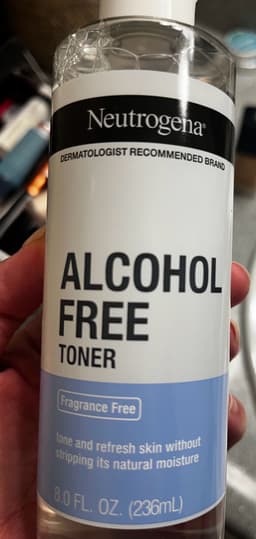 Neutrogena®
DERMATOLOGIST RECOMMENDED BRAND
ALCOHOL
FREE
TONER
Fragrance Free
tone and refresh skin without
stripping its natural moisture
8.0 FL. OZ. (236mL)